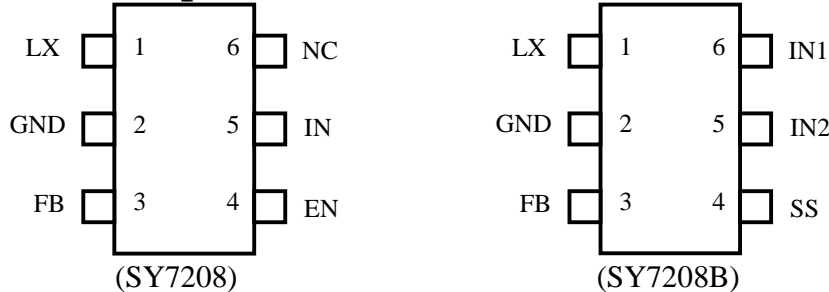 LX 1 6 NC LX 1 6 IN1
GND 2 5 IN GND 2 5 IN2
FB 3 4 EN FB 3 4 SS
(SY7208) (SY7208B)